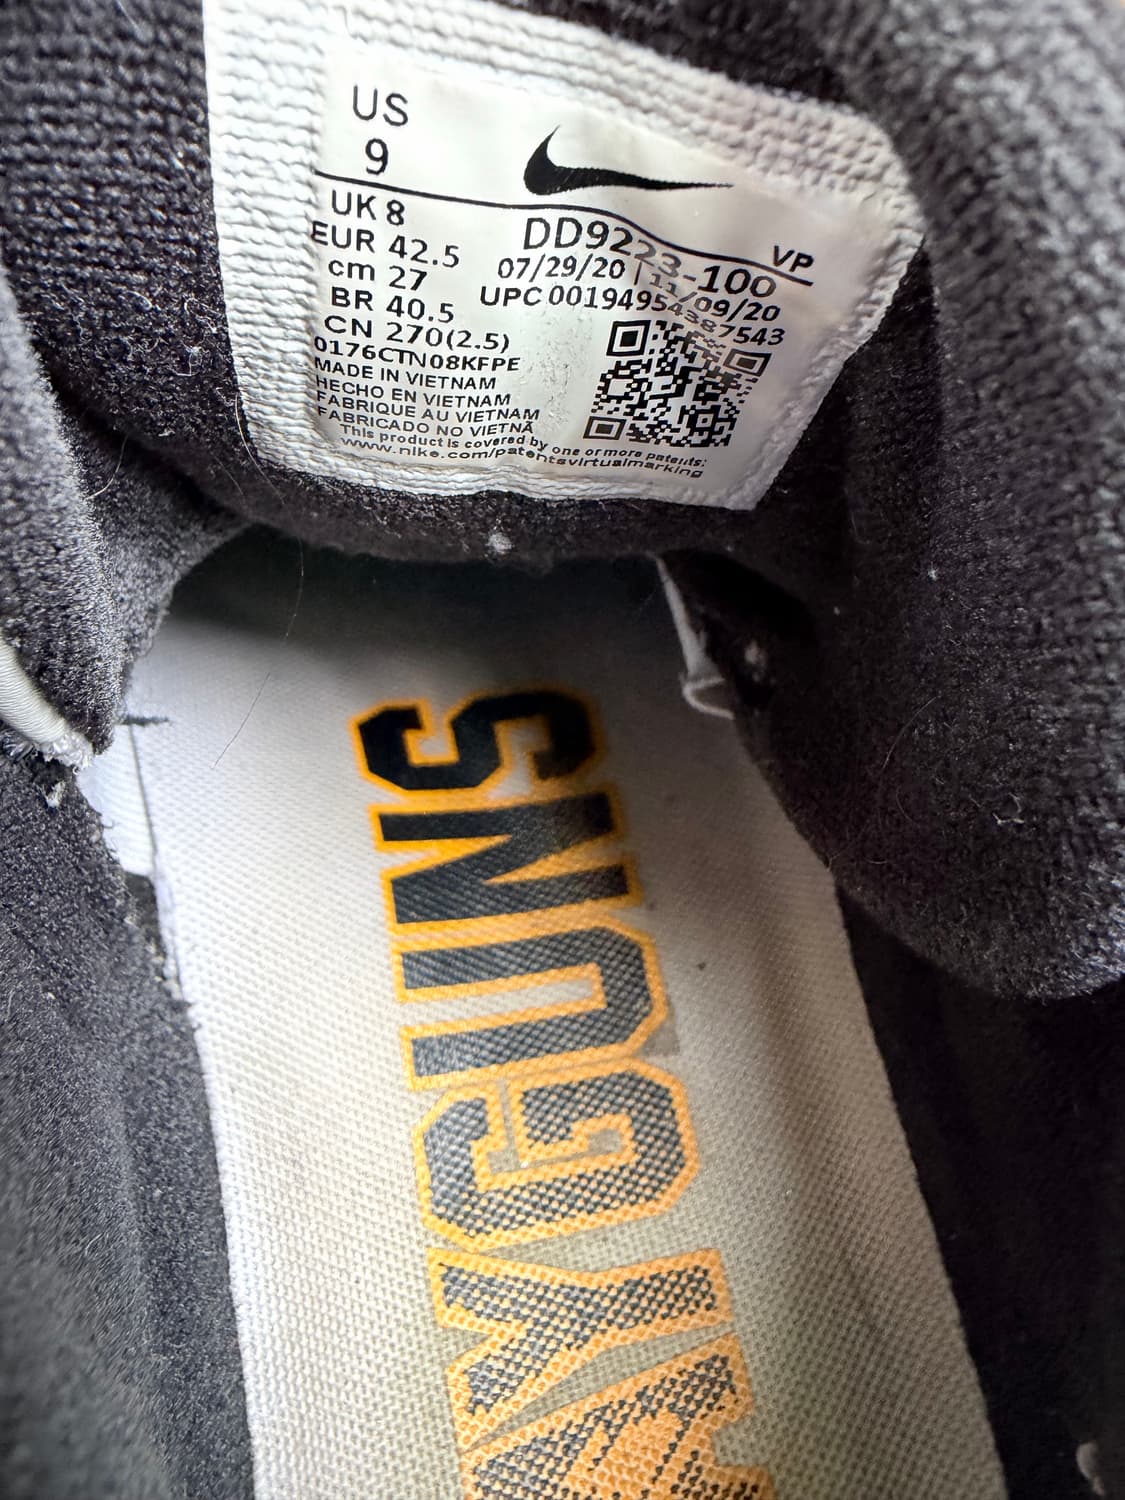 US
9
UK 8
EUR 42.5
cm 27
BR 40.5
CN 270(2.5)
0176CTN08KFPE
MADE IN VIETNAM
HECHO EN VIETNAM
FABRIQUE AU VIETNAM
FABRICADO NO VIETNÃ
This product is covered by one or more patents:
www.nike.com/patentsvirtualmarking
DD9223-100 VP
07/29/20 | 11/09/20
UPC 00194954387543
YGUNS